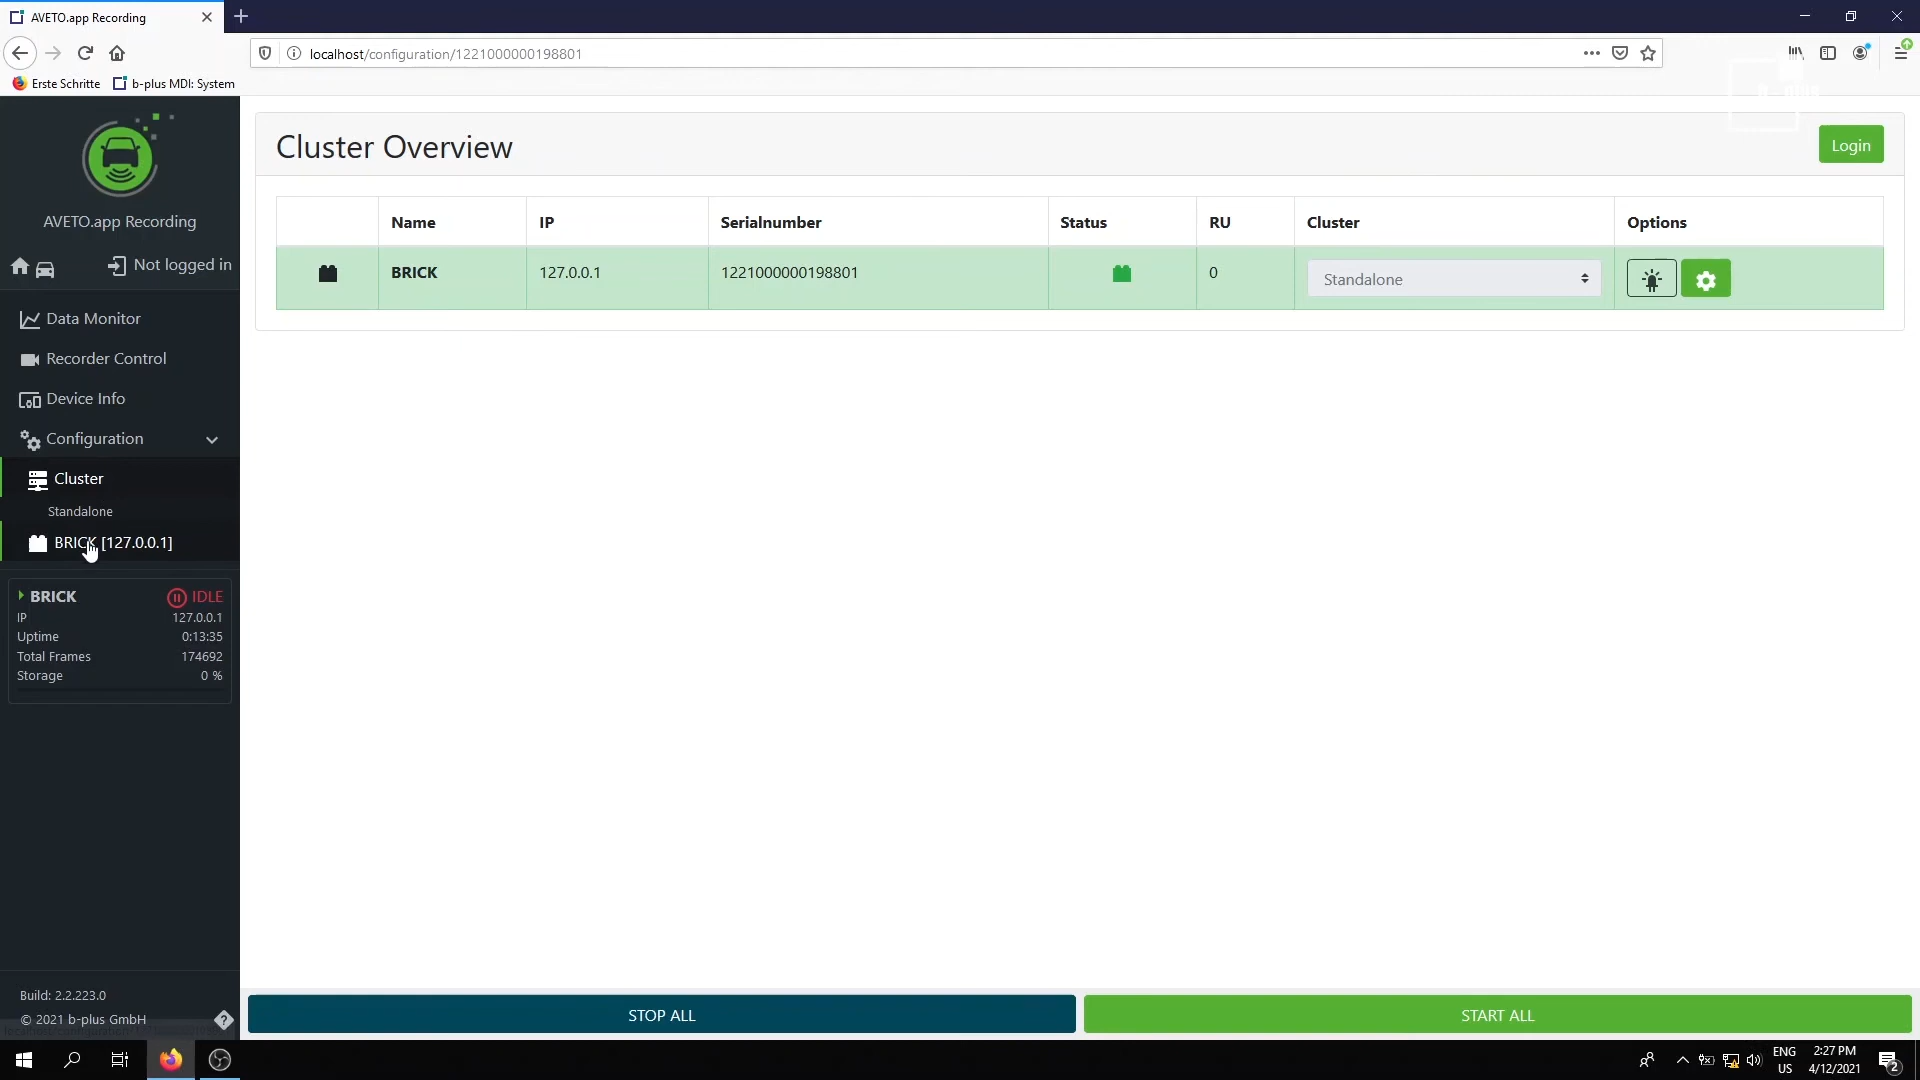 AVETO.app Recording
localhost/configuration/1221000000198801
Erste Schritte
b-plus MDI: System
AVETO.app Recording
Not logged in
Data Monitor
Recorder Control
Device Info
Configuration
Cluster
Standalone
BRICK [127.0.0.1]
BRICK IDLE
IP 127.0.0.1
Uptime 0:13:35
Total Frames 174692
Storage 0 %
Build: 2.2.223.0
© 2021 b-plus GmbH
Cluster Overview
Login
Name IP Serialnumber Status RU Cluster Options
BRICK 127.0.0.1 1221000000198801 0 Standalone
STOP ALL
START ALL
ENG
US
2:27 PM
4/12/2021
2